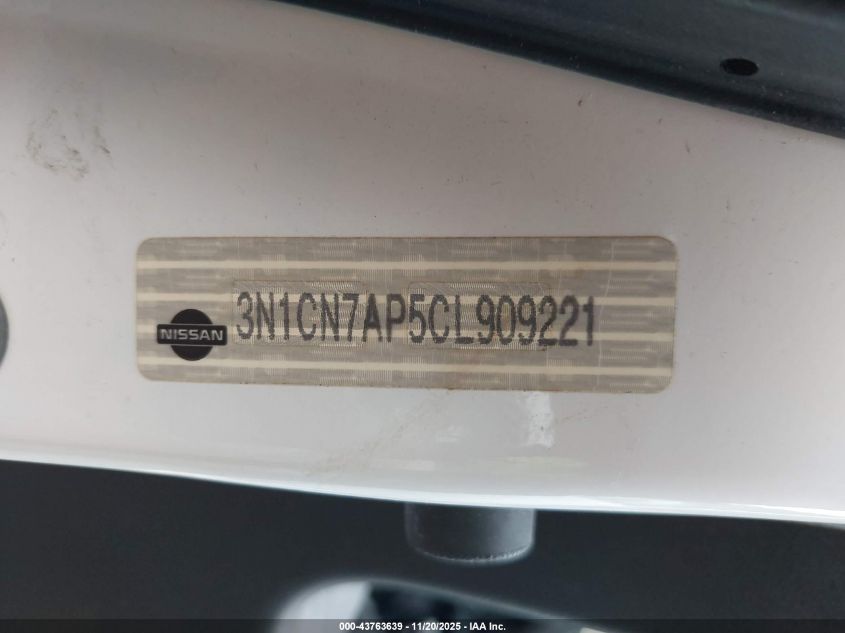 NISSAN 3N1CN7AP5CL909221
000-43763639 - 11/20/2025 - IAA Inc.